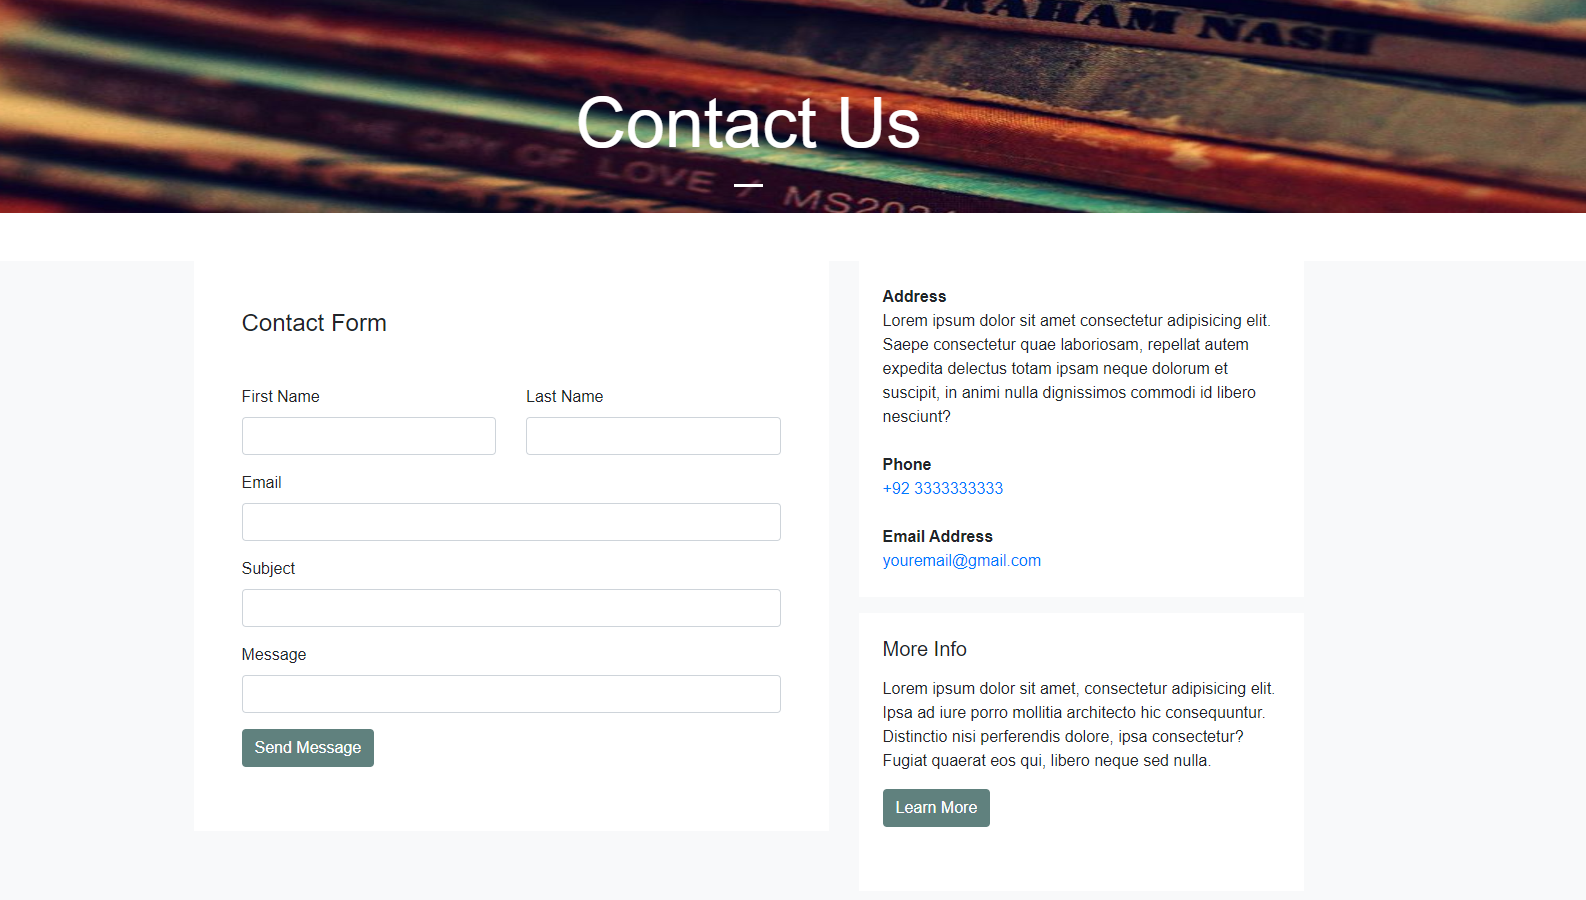 GRAHAM NASH
Contact Us
THE CRY OF LOVE / MS2034
Contact Form
First Name
Last Name
Email
Subject
Message
Send Message
Address
Lorem ipsum dolor sit amet consectetur adipisicing elit.
Saepe consectetur quae laboriosam, repellat autem
expedita delectus totam ipsam neque dolorum et
suscipit, in animi nulla dignissimos commodi id libero
nesciunt?
Phone
+92 3333333333
Email Address
youremail@gmail.com
More Info
Lorem ipsum dolor sit amet, consectetur adipisicing elit.
Ipsa ad iure porro mollitia architecto hic consequuntur.
Distinctio nisi perferendis dolore, ipsa consectetur?
Fugiat quaerat eos qui, libero neque sed nulla.
Learn More